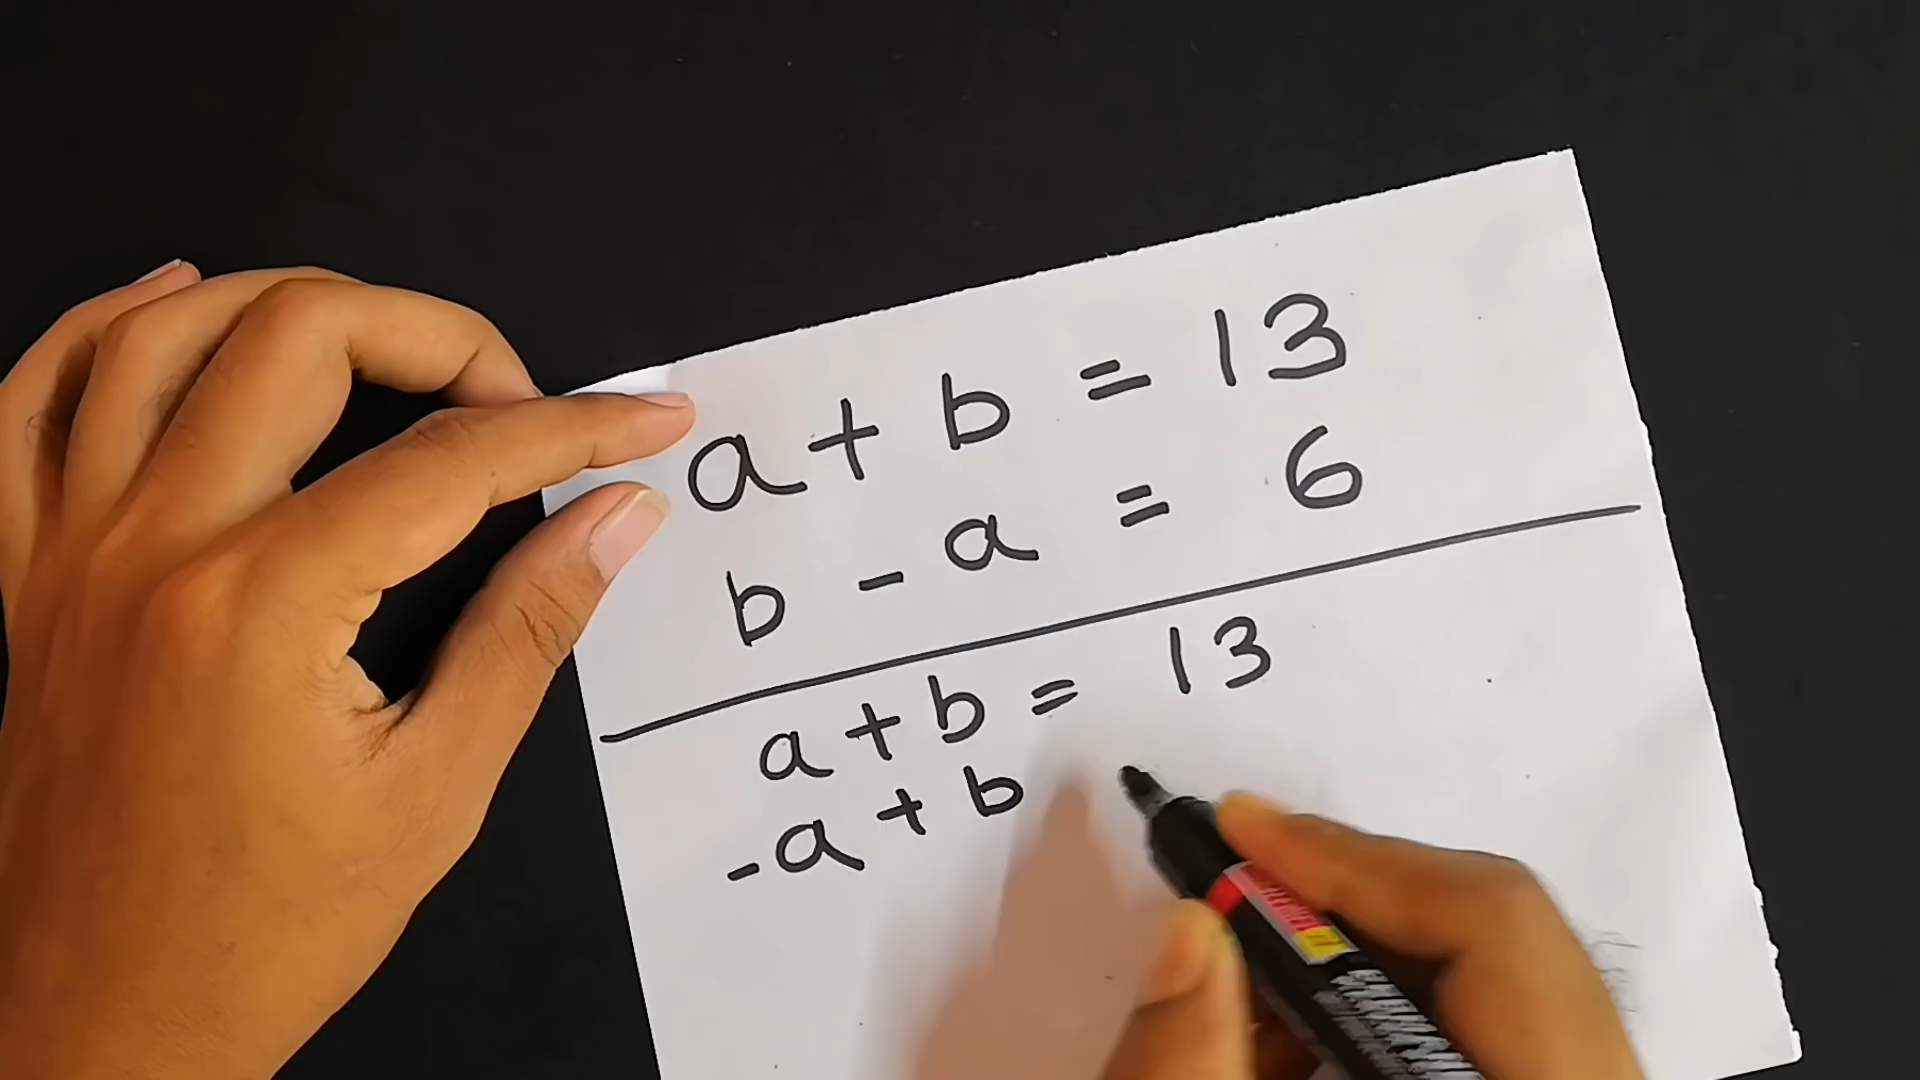 a + b = 13
b - a = 6
a + b = 13
- a + b